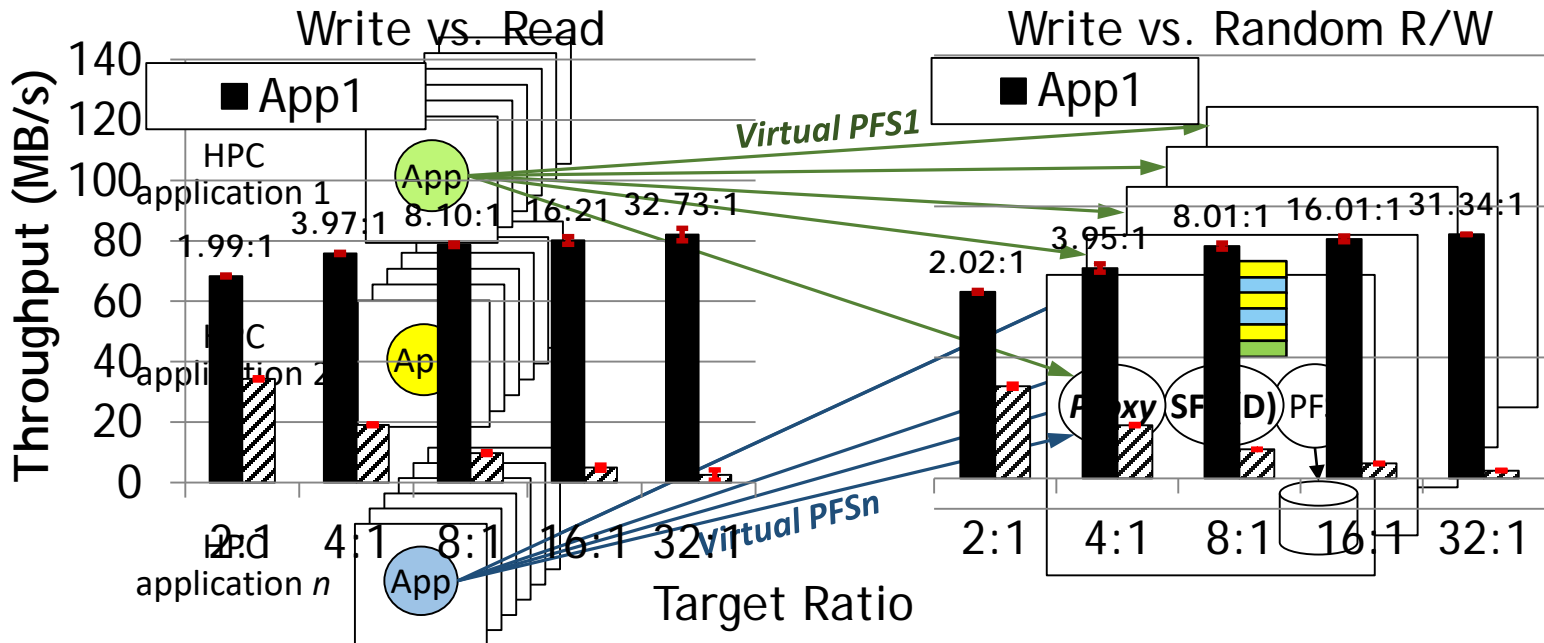 Write vs. Read
Write vs. Random R/W
Throughput (MB/s)
140
120
100
80
60
40
20
0
App1
App1
HPC
application 1
App
Virtual PFS1
1.99:1
3.97:1
8.10:1
16:21
32.73:1
2.02:1
3.95:1
8.01:1
16.01:1
31.34:1
HPC
application 2
Virtual PFSn
2:1
4:1
8:1
16:1
32:1
2:1
4:1
8:1
16:1
32:1
HPC
application n
App
Target Ratio